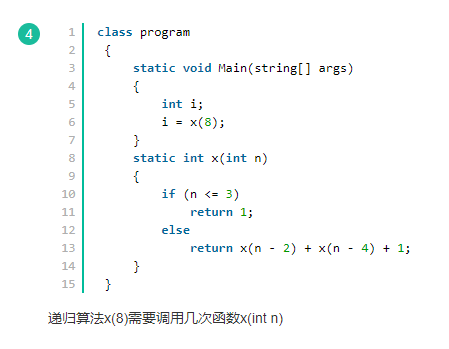 4
1 class program
2 {
3 static void Main(string[] args)
4 {
5 int i;
6 i = x(8);
7 }
8 static int x(int n)
9 {
10 if (n <= 3)
11 return 1;
12 else
13 return x(n - 2) + x(n - 4) + 1;
14 }
15 }
递归算法x(8)需要调用几次函数x(int n)